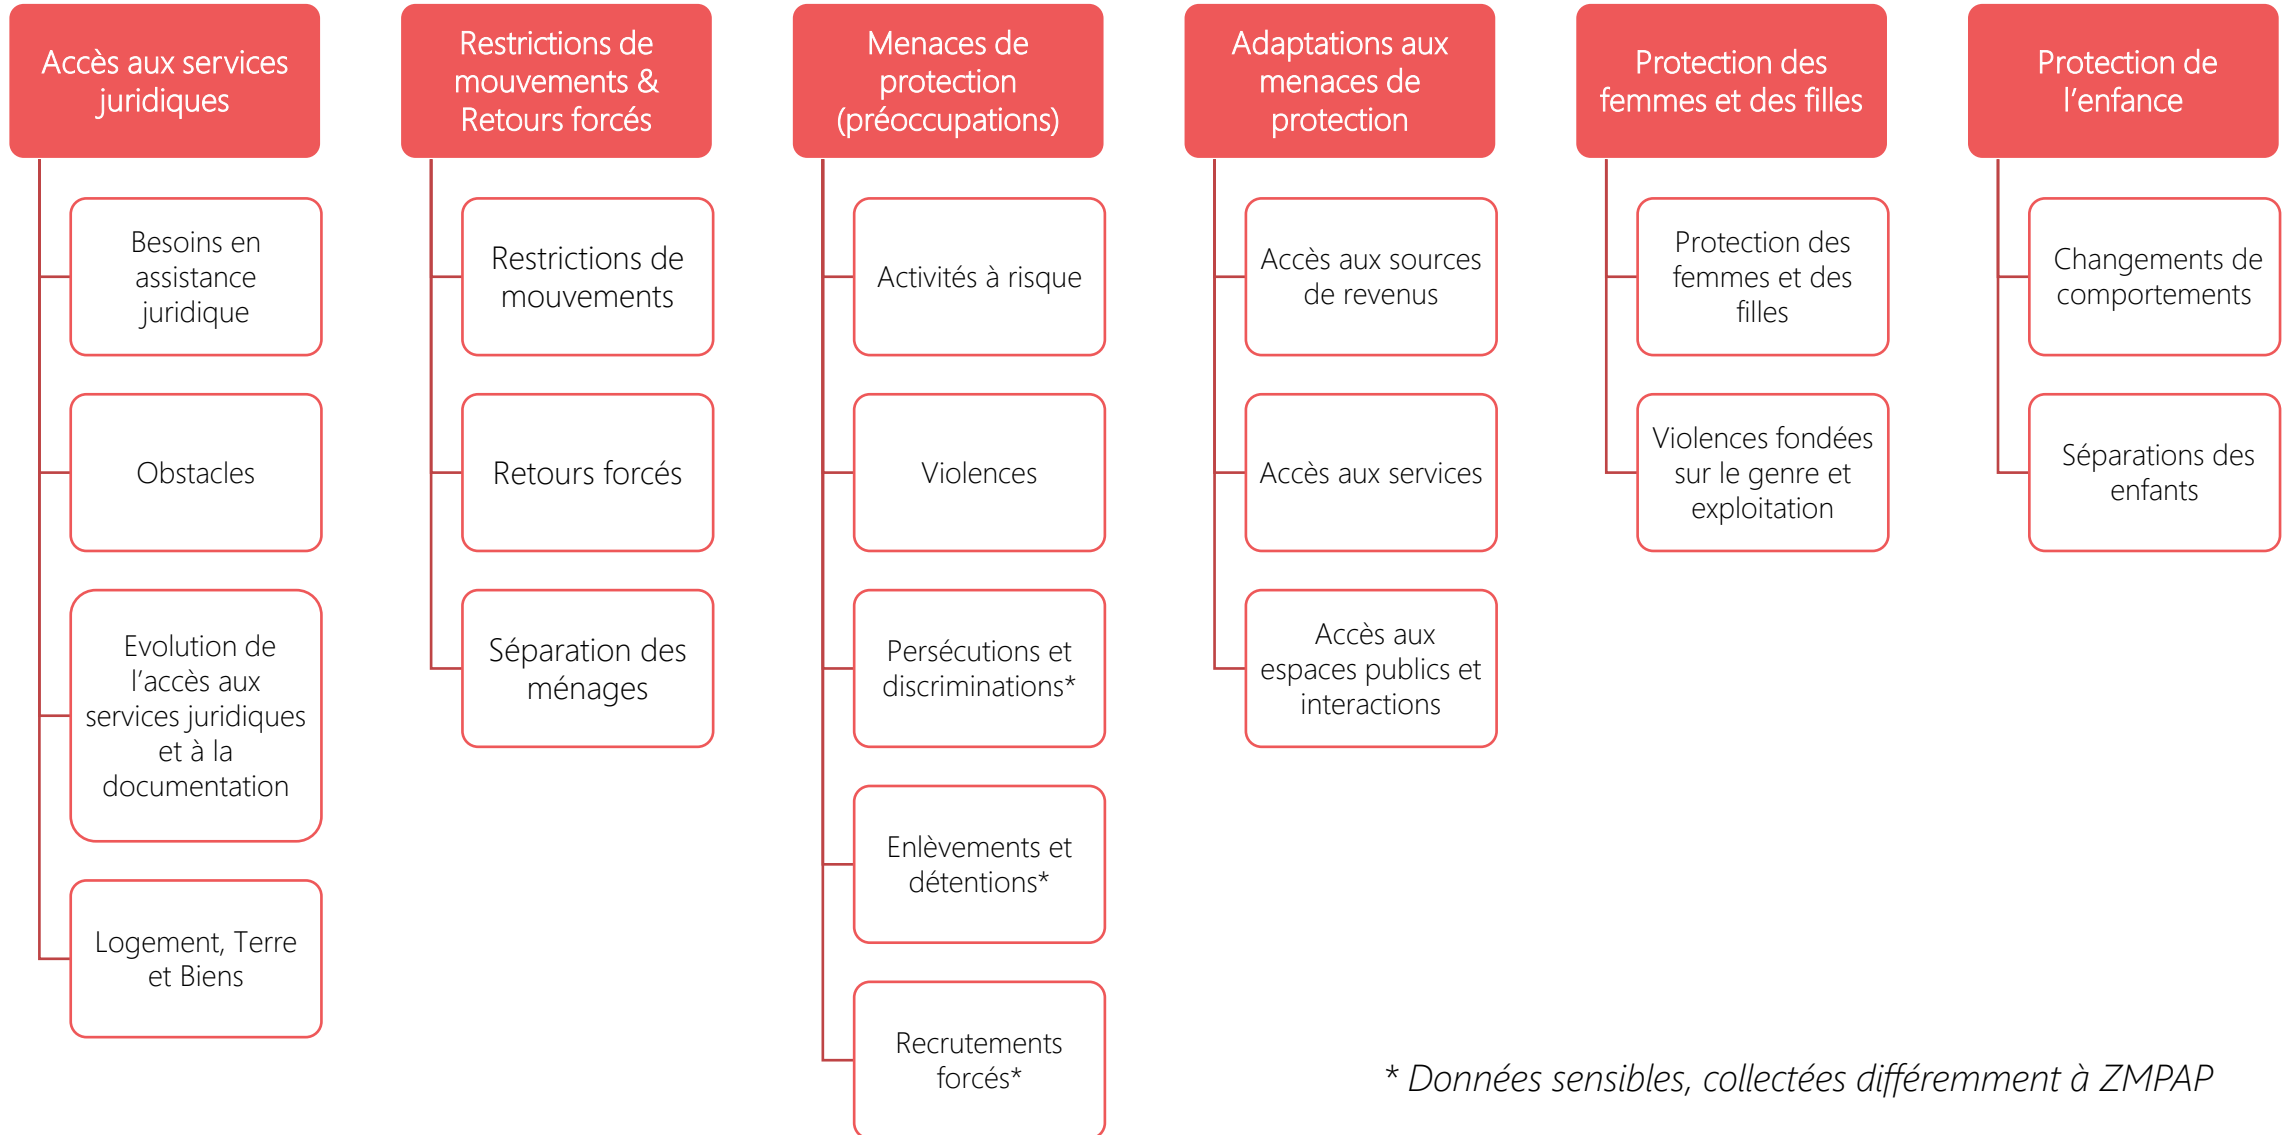 Accès aux services
juridiques
Besoins en
assistance
juridique
Obstacles
Evolution de
l'accès aux
services juridiques
et à la
documentation
Logement, Terre
et Biens
Restrictions de
mouvements &
Retours forcés
Restrictions de
mouvements
Retours forcés
Séparation des
ménages
Menaces de
protection
(préoccupations)
Activités à risque
Violences
Persécutions et
discriminations*
Enlèvements et
détentions*
Recrutements
forcés*
Adaptations aux
menaces de
protection
Accès aux sources
de revenus
Accès aux services
Accès aux
espaces publics et
interactions
Protection des
femmes et des filles
Protection des
femmes et des
filles
Violences fondées
sur le genre et
exploitation
Protection de
l'enfance
Changements de
comportements
Séparations des
enfants
* Données sensibles, collectées différemment à ZMPAP